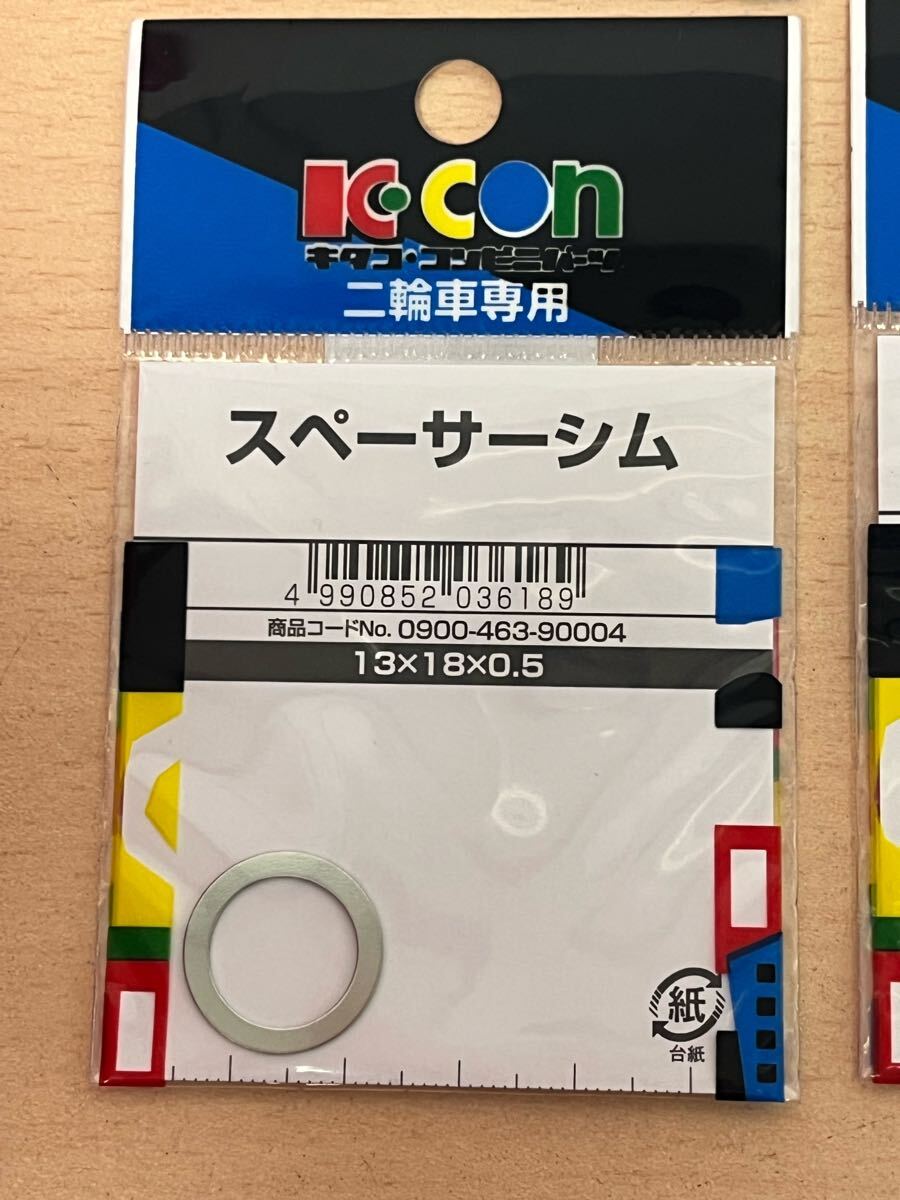 K・CON
キタコ・コンビニパーツ
二輪車専用
スペーサーシム
4 990852 036189
商品コードNo. 0900-463-90004
13×18×0.5
紙
台紙